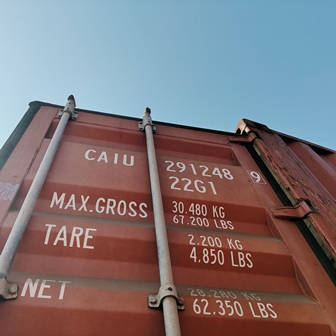 CAIU 291248 9
22G1
MAX.GROSS 30.480 KG
67.200 LBS
TARE 2.200 KG
4.850 LBS
NET 28.280 KG
62.350 LBS